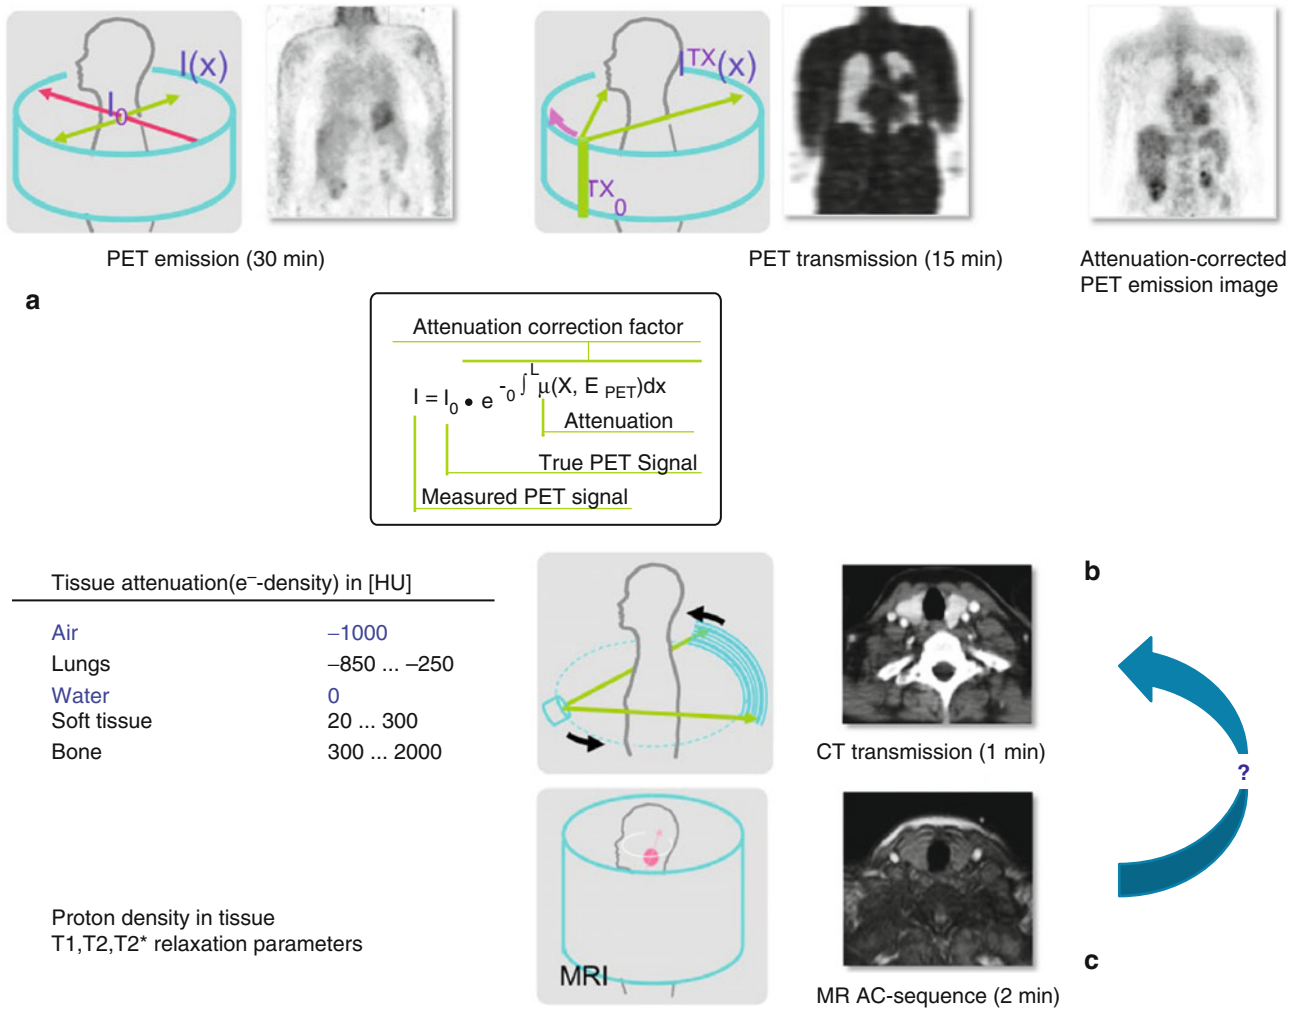 I(x)
I0
ITX(x)
TX0
PET emission (30 min)
PET transmission (15 min)
Attenuation-corrected
PET emission image
a
Attenuation correction factor
I = I0 • e -0∫L μ(X, E PET)dx
Attenuation
True PET Signal
Measured PET signal
Tissue attenuation(e–-density) in [HU]
Air –1000
Lungs –850 ... –250
Water 0
Soft tissue 20 ... 300
Bone 300 ... 2000
b
CT transmission (1 min)
?
Proton density in tissue
T1,T2,T2* relaxation parameters
MRI
c
MR AC-sequence (2 min)